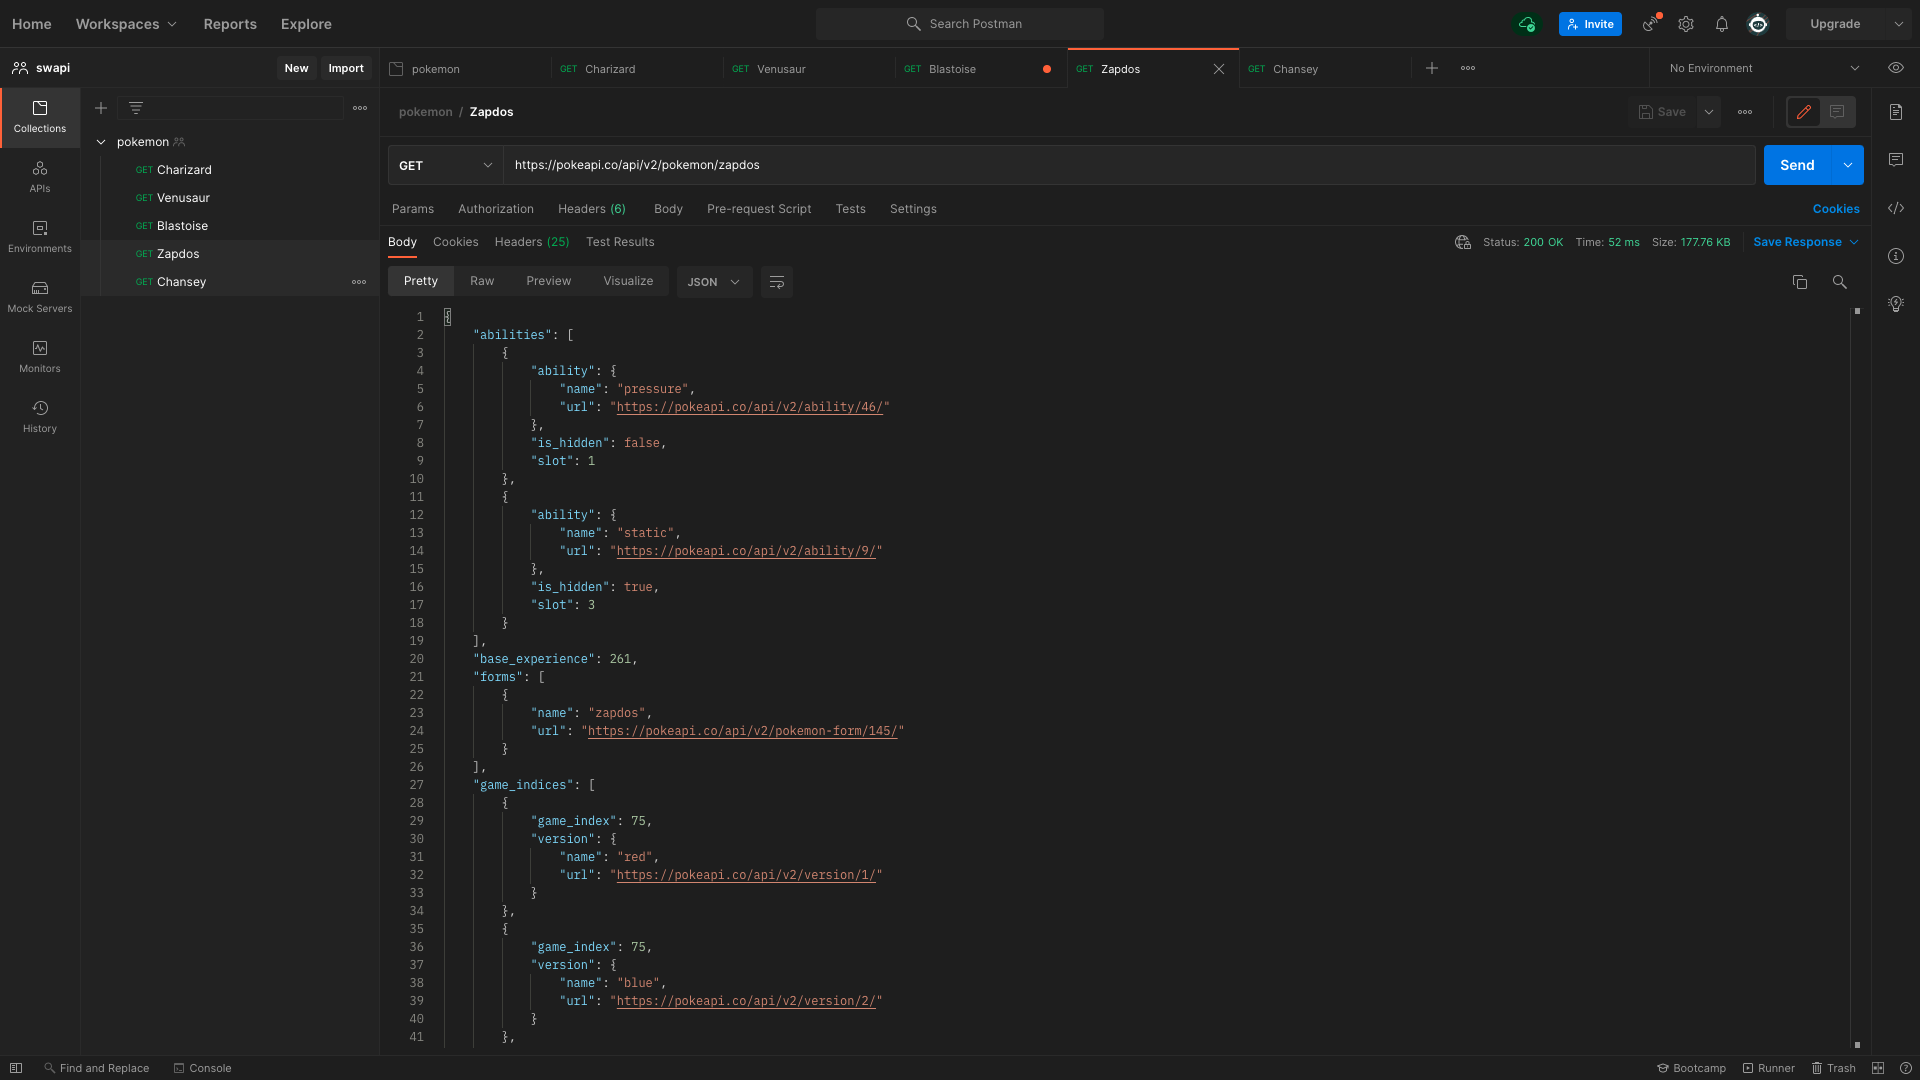 Home Workspaces Reports Explore Search Postman Invite Upgrade
swapi New Import pokemon GET Charizard GET Venusaur GET Blastoise GET Zapdos GET Chansey No Environment
Collections
APIs
Environments
Mock Servers
Monitors
History
pokemon
GET Charizard
GET Venusaur
GET Blastoise
GET Zapdos
GET Chansey
pokemon / Zapdos Save
GET https://pokeapi.co/api/v2/pokemon/zapdos Send
Params Authorization Headers (6) Body Pre-request Script Tests Settings Cookies
Body Cookies Headers (25) Test Results Status: 200 OK Time: 52 ms Size: 177.76 KB Save Response
Pretty Raw Preview Visualize JSON
1 {
2 "abilities": [
3 {
4 "ability": {
5 "name": "pressure",
6 "url": "https://pokeapi.co/api/v2/ability/46/"
7 },
8 "is_hidden": false,
9 "slot": 1
10 },
11 {
12 "ability": {
13 "name": "static",
14 "url": "https://pokeapi.co/api/v2/ability/9/"
15 },
16 "is_hidden": true,
17 "slot": 3
18 }
19 ],
20 "base_experience": 261,
21 "forms": [
22 {
23 "name": "zapdos",
24 "url": "https://pokeapi.co/api/v2/pokemon-form/145/"
25 }
26 ],
27 "game_indices": [
28 {
29 "game_index": 75,
30 "version": {
31 "name": "red",
32 "url": "https://pokeapi.co/api/v2/version/1/"
33 }
34 },
35 {
36 "game_index": 75,
37 "version": {
38 "name": "blue",
39 "url": "https://pokeapi.co/api/v2/version/2/"
40 }
41 },
Find and Replace Console Bootcamp Runner Trash